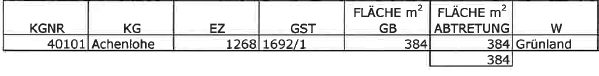 FLÄCHE m² FLÄCHE m²
KGNR KG EZ GST GB ABTRETUNG W
40101 Achenlohe 1268 1692/1 384 384 Grünland
384